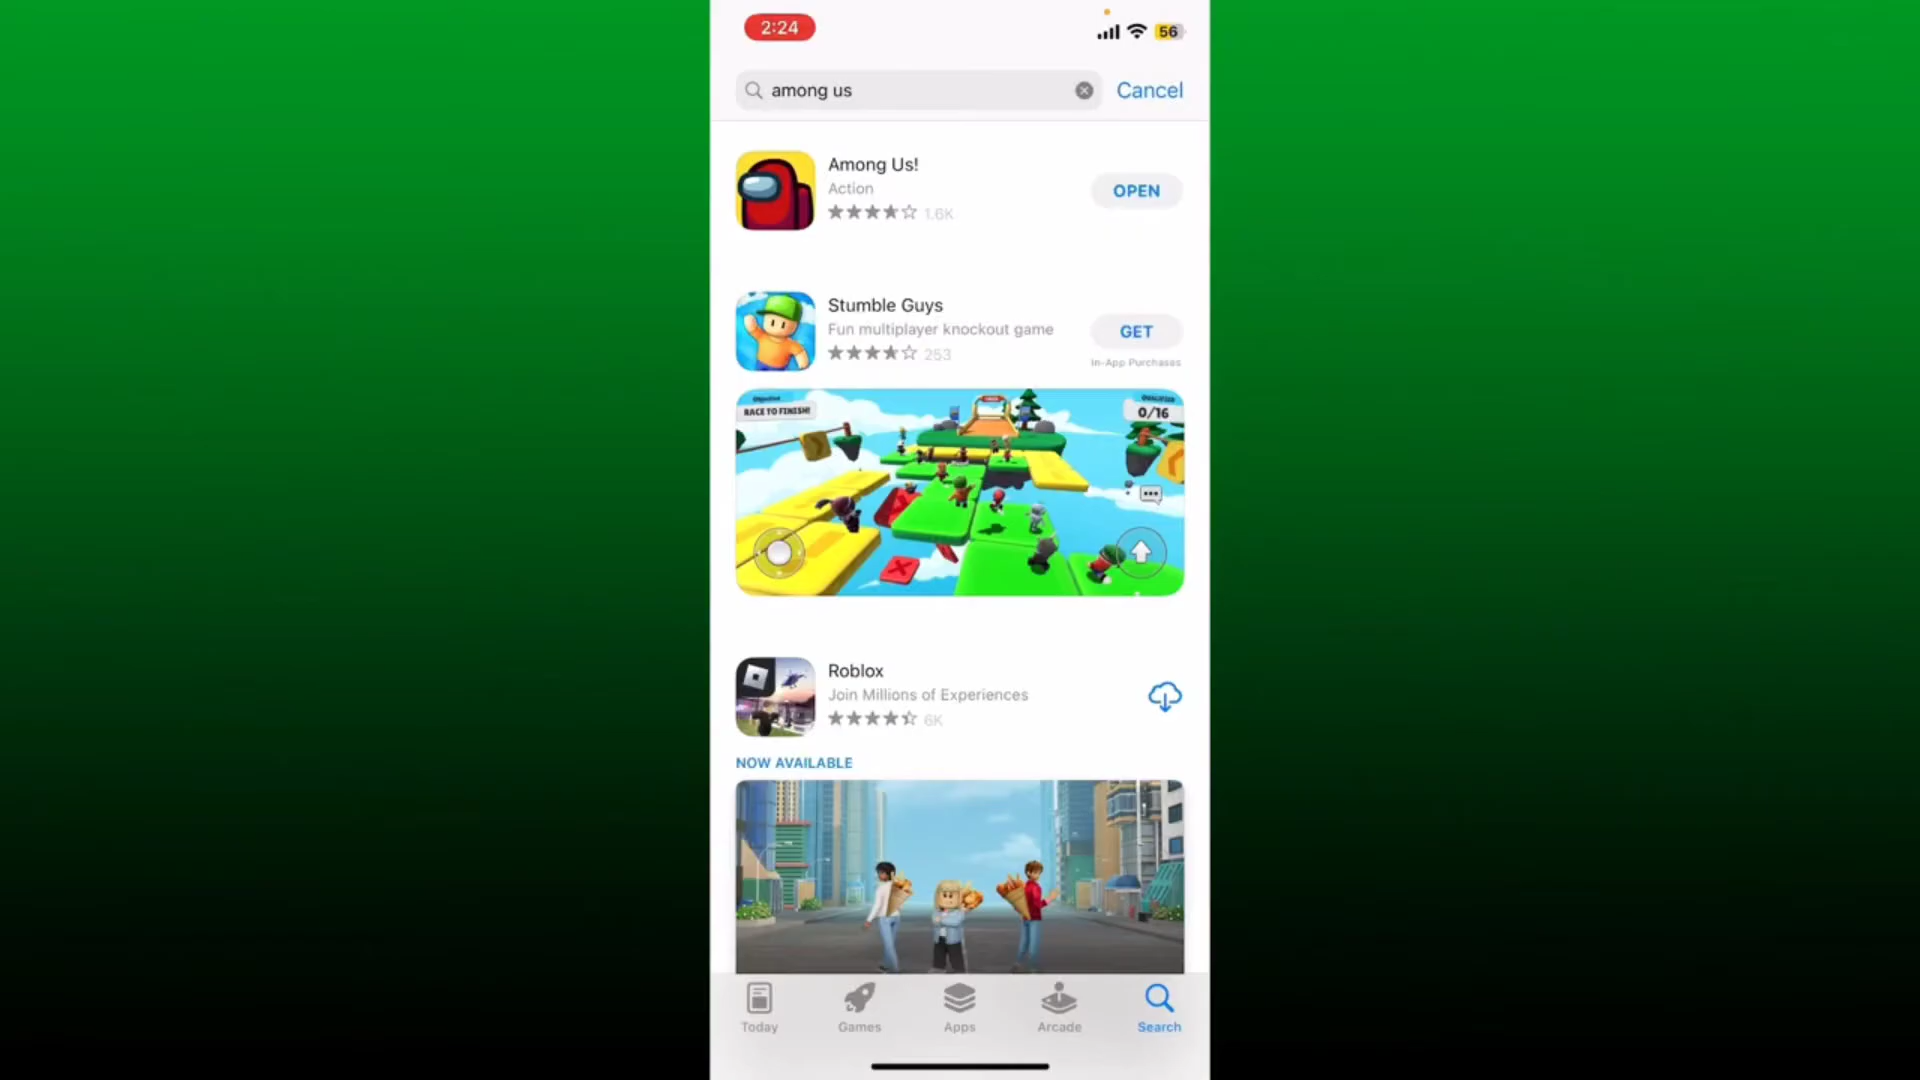 2:24
56
among us
Cancel
Among Us!
Action
1.6K
OPEN
Stumble Guys
Fun multiplayer knockout game
253
GET
In-App Purchases
Objective
RACE TO FINISH!
QUALIFIED
0/16
Roblox
Join Millions of Experiences
6K
NOW AVAILABLE
Today
Games
Apps
Arcade
Search